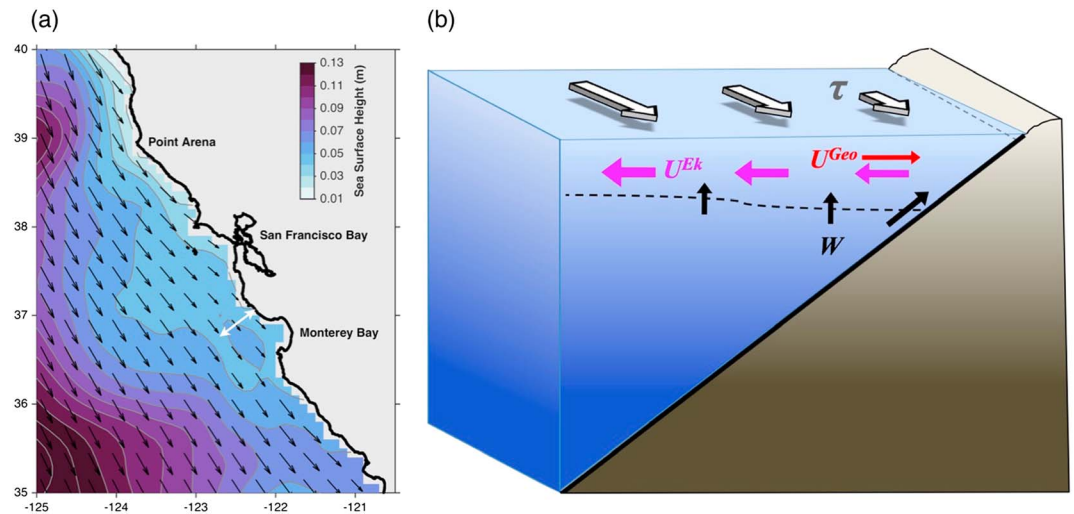 (a)
40
39
38
37
36
35
-125
-124
-123
-122
-121
0.13
0.11
0.09
0.07
0.05
0.03
0.01
Sea Surface Height (m)
Point Arena
San Francisco Bay
Monterey Bay
(b)
τ
U^Geo
U^Ek
W